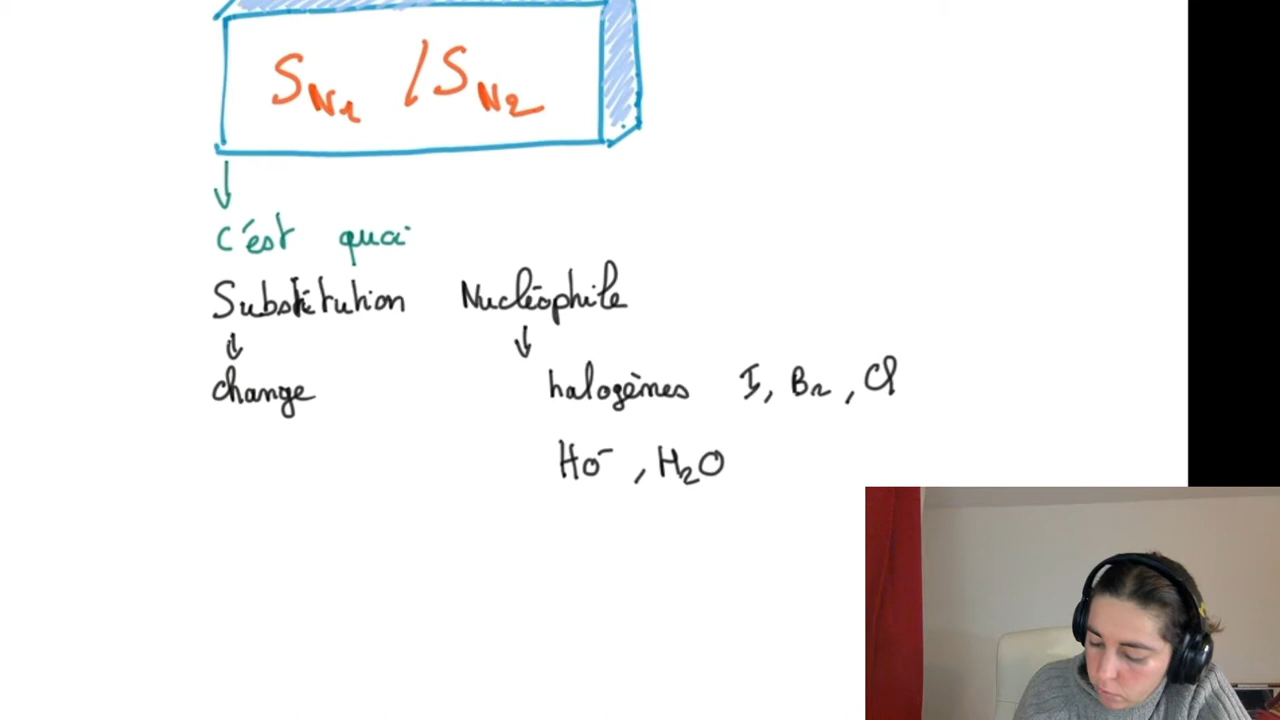 SN1 / SN2
C'est quoi
Substitution Nucléophile
change
halogènes I, Br, Cl
HO⁻, H₂O